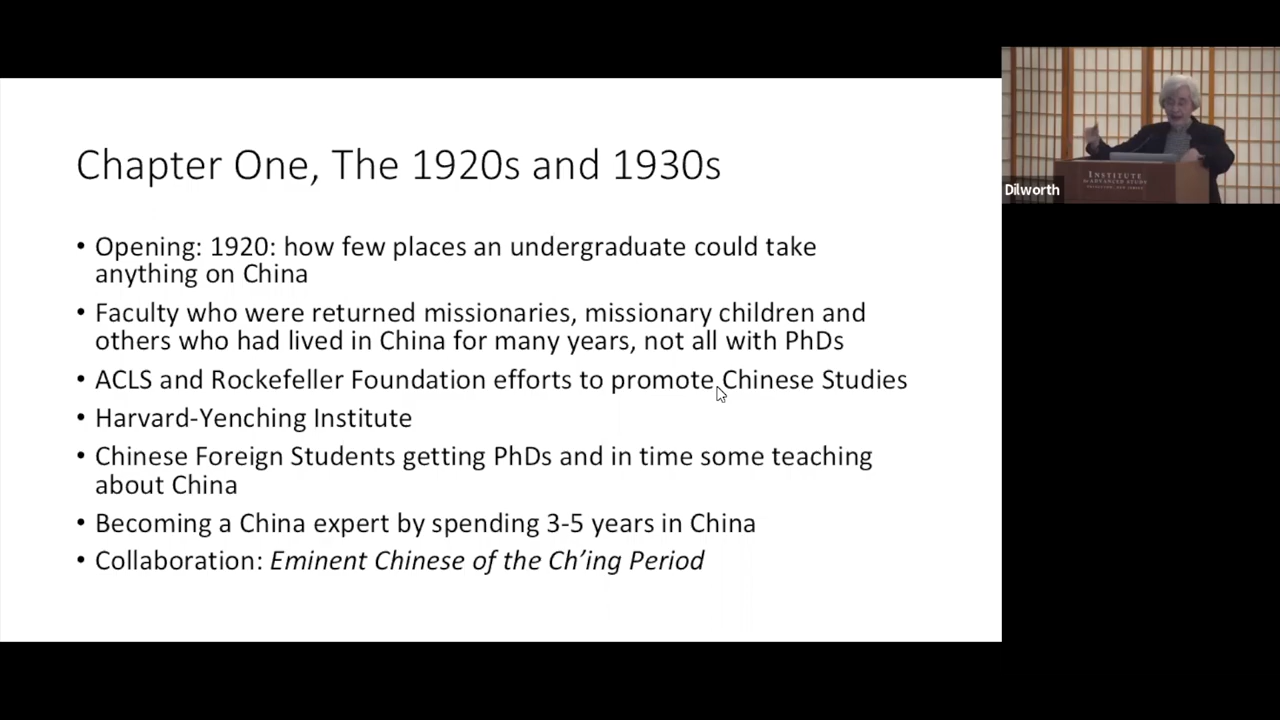 Chapter One, The 1920s and 1930s
• Opening: 1920: how few places an undergraduate could take
anything on China
• Faculty who were returned missionaries, missionary children and
others who had lived in China for many years, not all with PhDs
• ACLS and Rockefeller Foundation efforts to promote Chinese Studies
• Harvard-Yenching Institute
• Chinese Foreign Students getting PhDs and in time some teaching
about China
• Becoming a China expert by spending 3-5 years in China
• Collaboration: Eminent Chinese of the Ch’ing Period
INSTITUTE
ADVANCED STUDY
Dilworth